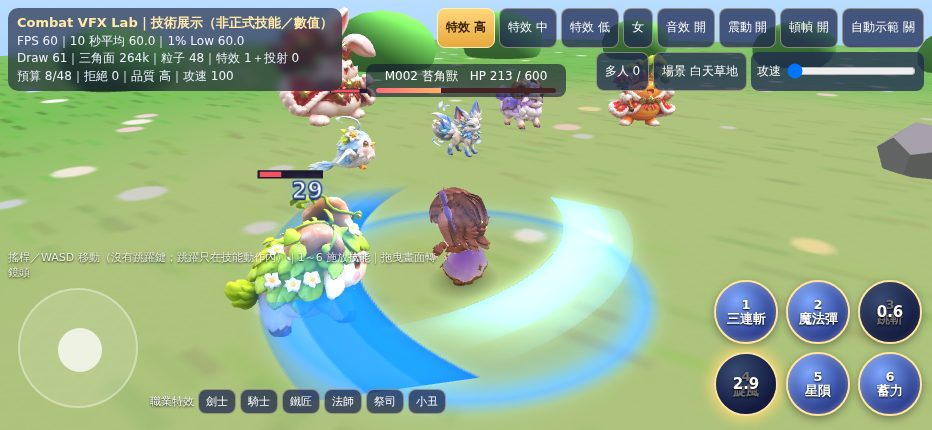 Combat VFX Lab｜技術展示（非正式技能／數值）
FPS 60｜10 秒平均 60.0｜1% Low 60.0
Draw 61｜三角面 264k｜粒子 48｜特效 1＋投射 0
預算 8/48｜拒絕 0｜品質 高｜攻速 100
特效 高
特效 中
特效 低
女
音效 開
震動 開
頓幀 開
自動示範 關
多人 0
場景 白天草地
攻速
M002 苔角獸 HP 213 / 600
29
搖桿／WASD 移動（沒有跳躍鍵；跳躍只在技能動作內）｜1～6 施放技能｜拖曳畫面轉
鏡頭
1
三連斬
2
魔法彈
3
0.6
4
2.9
旋風
5
星隕
6
蓄力
職業特效
劍士
騎士
鐵匠
法師
祭司
小丑